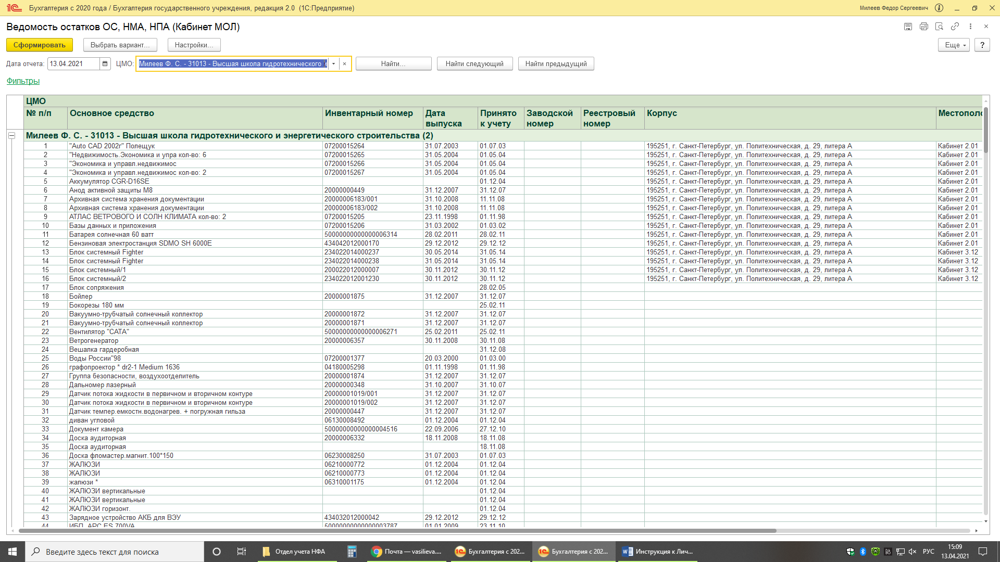 1С Бухгалтерия с 2020 года / Бухгалтерия государственного учреждения, редакция 2.0 (1С:Предприятие) Милеев Федор Сергеевич
Ведомость остатков ОС, НМА, НПА (Кабинет МОЛ)
Сформировать Выбрать вариант... Настройки... Еще ?
Дата отчета: 13.04.2021 ЦМО: Милеев Ф. С. - 31013 - Высшая школа гидротехнического Найти... Найти следующий Найти предыдущий
Фильтры
ЦМО
№ п/п Основное средство Инвентарный номер Дата выпуска Принято к учету Заводской номер Реестровый номер Корпус Местополо
Милеев Ф. С. - 31013 - Высшая школа гидротехнического и энергетического строительства (2)
1 "Auto CAD 2002г" Полещук 07200015264 31.07.2003 01.07.03 195251, г. Санкт-Петербург, ул. Политехническая, д. 29, литера А Кабинет 2.01
2 "Недвижимость.Экономика и упра кол-во: 6 07200015265 31.05.2004 01.05.04 195251, г. Санкт-Петербург, ул. Политехническая, д. 29, литера А Кабинет 2.01
3 "Экономика и управл.недвижимос 07200015266 31.05.2004 01.05.04 195251, г. Санкт-Петербург, ул. Политехническая, д. 29, литера А Кабинет 2.01
4 "Экономика и управл.недвижимос кол-во: 2 07200015267 31.05.2004 01.05.04 195251, г. Санкт-Петербург, ул. Политехническая, д. 29, литера А Кабинет 2.01
5 Аккумулятор CGR-D16SE 01.12.04 195251, г. Санкт-Петербург, ул. Политехническая, д. 29, литера А Кабинет 2.01
6 Анод активной защиты М8 20000000449 31.12.2007 31.12.07 195251, г. Санкт-Петербург, ул. Политехническая, д. 29, литера А Кабинет 2.01
7 Архивная система хранения документации 20000006183/001 31.10.2008 11.11.08 195251, г. Санкт-Петербург, ул. Политехническая, д. 29, литера А Кабинет 2.01
8 Архивная система хранения документации 20000006183/002 31.10.2008 11.11.08 195251, г. Санкт-Петербург, ул. Политехническая, д. 29, литера А Кабинет 2.01
9 АТЛАС ВЕТРОВОГО И СОЛН КЛИМАТА кол-во: 2 07200015205 23.11.1998 01.11.98 195251, г. Санкт-Петербург, ул. Политехническая, д. 29, литера А Кабинет 2.01
10 Базы данных и приложения 07200015206 31.03.2002 01.03.02 195251, г. Санкт-Петербург, ул. Политехническая, д. 29, литера А Кабинет 2.01
11 Батарея солнечная 60 ватт 50000000000000006314 28.02.2011 28.02.11 195251, г. Санкт-Петербург, ул. Политехническая, д. 29, литера А Кабинет 2.01
12 Бензиновая электростанция SDMO SH 6000E 434042012000170 29.12.2012 29.12.12 195251, г. Санкт-Петербург, ул. Политехническая, д. 29, литера А Кабинет 2.01
13 Блок системный Fighter 234022014000237 30.05.2014 31.05.14 195251, г. Санкт-Петербург, ул. Политехническая, д. 29, литера А Кабинет 3.12
14 Блок системный Fighter 234022014000238 31.05.2014 31.05.14 195251, г. Санкт-Петербург, ул. Политехническая, д. 29, литера А Кабинет 3.12
15 Блок системный/1 200022012000007 30.11.2012 30.11.12 195251, г. Санкт-Петербург, ул. Политехническая, д. 29, литера А Кабинет 3.12
16 Блок системный/2 234022012001230 30.11.2012 30.11.12 195251, г. Санкт-Петербург, ул. Политехническая, д. 29, литера А Кабинет 3.12
17 Блок сопряжения 28.02.05
18 Бойлер 20000001875 31.12.2007 31.12.07
19 Бокорезы 180 мм 25.02.11
20 Вакуумно-трубчатый солнечный коллектор 20000001872 31.12.2007 31.12.07
21 Вакуумно-трубчатый солнечный коллектор 20000001871 31.12.2007 31.12.07
22 Вентилятор "САТА" 50000000000000006271 25.02.2011 25.02.11
23 Ветрогенератор 20000006357 30.11.2008 30.11.08
24 Вешалка гардеробная 31.12.08
25 Воды России"98 07200001377 20.03.2000 01.03.00
26 графопроектор * dr2-1 Medium 1636 04180005298 01.11.1998 01.11.98
27 Группа безопасности, воздухоотделитель 20000001874 31.12.2007 31.12.07
28 Дальномер лазерный 20000000348 31.10.2007 31.10.07
29 Датчик потока жидкости в первичном и вторичном контуре 20000001019/001 31.12.2007 31.12.07
30 Датчик потока жидкости в первичном и вторичном контуре 20000001019/002 31.12.2007 31.12.07
31 Датчик темпер.емкостн.водонагрев. + погружная гильза 20000000447 31.12.2007 31.12.07
32 диван угловой 06130008492 01.12.2004 01.12.04
33 Документ камера 50000000000000004516 22.09.2006 27.12.10
34 Доска аудиторная 20000006332 18.11.2008 18.11.08
35 Доска аудиторная 18.11.08
36 Доска фломастер.магнит.100*150 06230008250 31.07.2003 01.07.03
37 ЖАЛЮЗИ 06210000772 01.12.2004 01.12.04
38 ЖАЛЮЗИ 06210000773 01.12.2004 01.12.04
39 жалюзи * 06310001175 01.12.2004 01.12.04
40 ЖАЛЮЗИ вертикальные 01.12.04
41 ЖАЛЮЗИ вертикальные 01.12.04
42 ЖАЛЮЗИ горизонт. 01.12.04
43 Зарядное устройство АКБ для ВЭУ 434032012000042 29.12.2012 29.12.12
44 ИБП APC ES 700VA 50000000000000003787 01.01.2009 23.11.10
Введите здесь текст для поиска Отдел учета НФА Почта — vasilieva.... Бухгалтерия с 202... Бухгалтерия с 202... Инструкция к Лич... РУС 15:09
13.04.2021